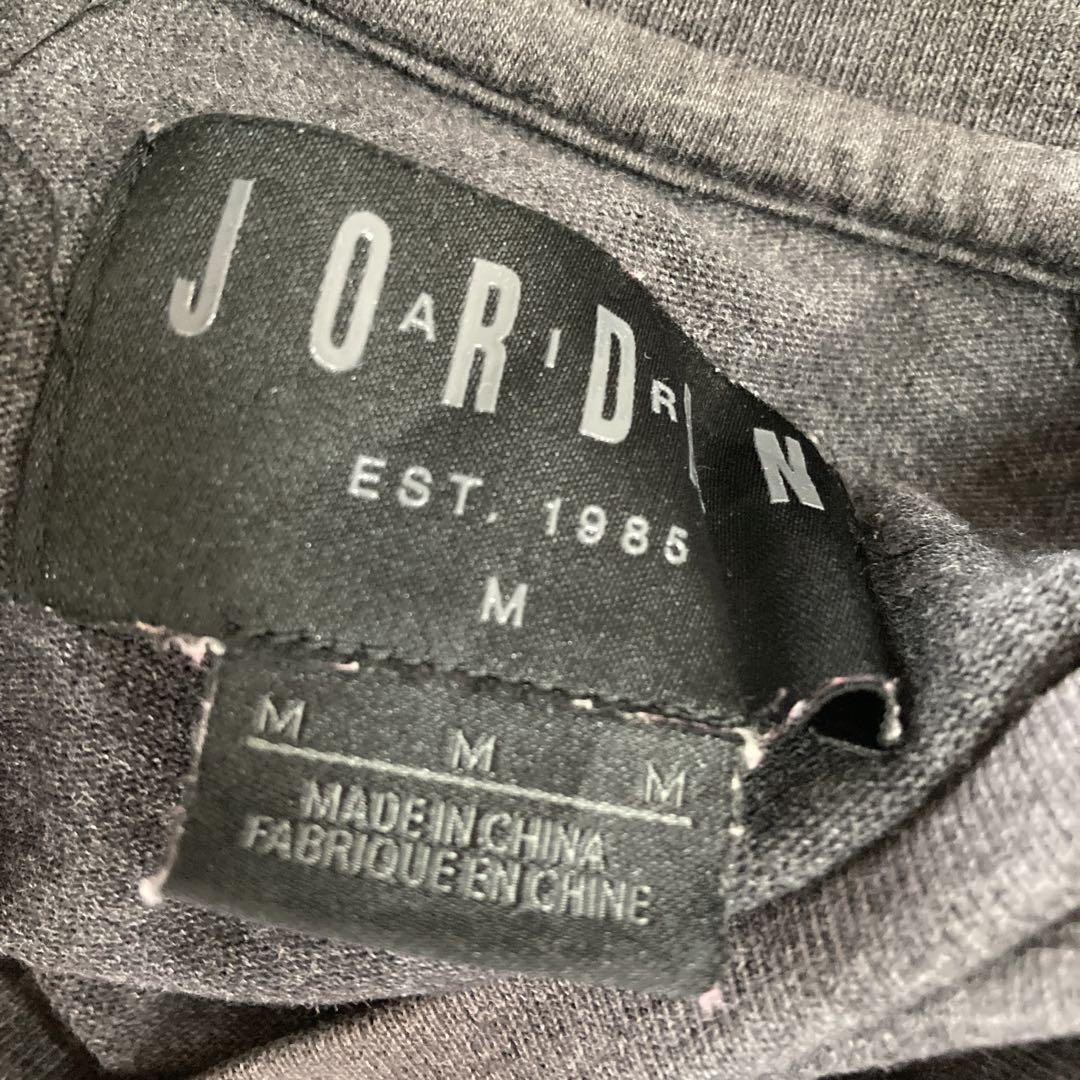 JORDAN
AIR
EST. 1985
M
M M M
MADE IN CHINA
FABRIQUE EN CHINE